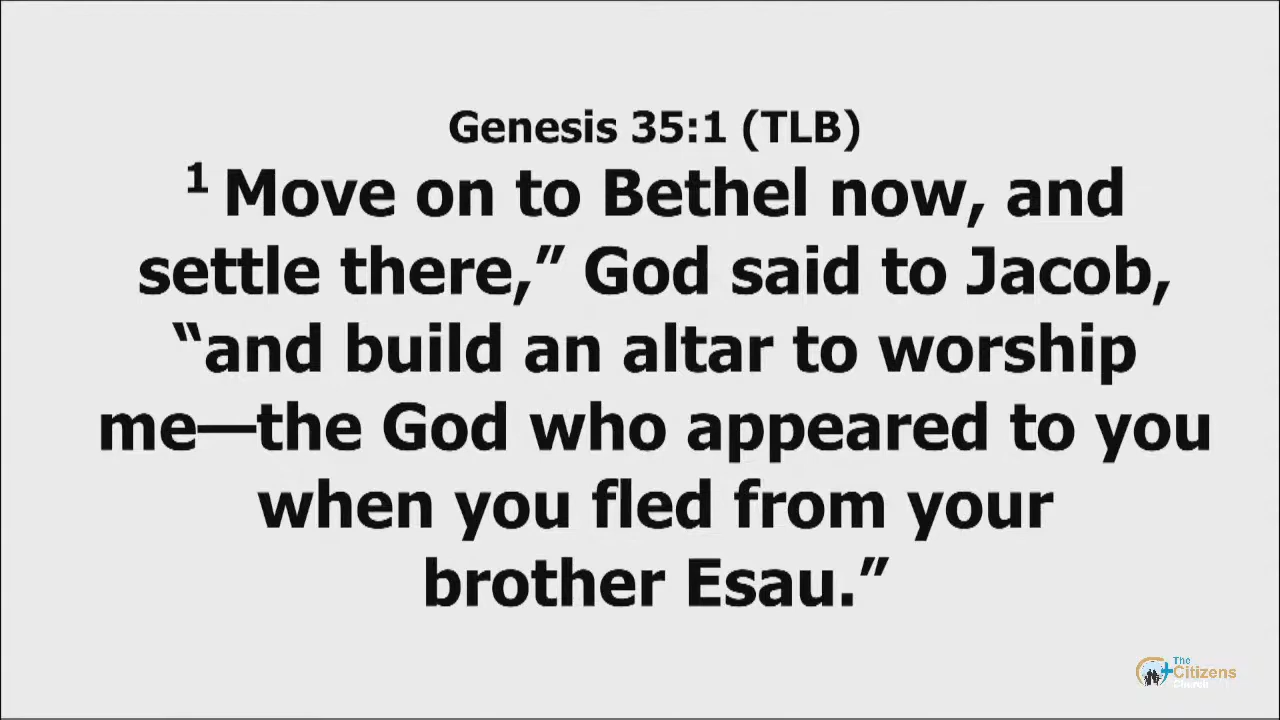 Genesis 35:1 (TLB)
1 Move on to Bethel now, and
settle there,” God said to Jacob,
“and build an altar to worship
me—the God who appeared to you
when you fled from your
brother Esau.”
The
Citizens
Church